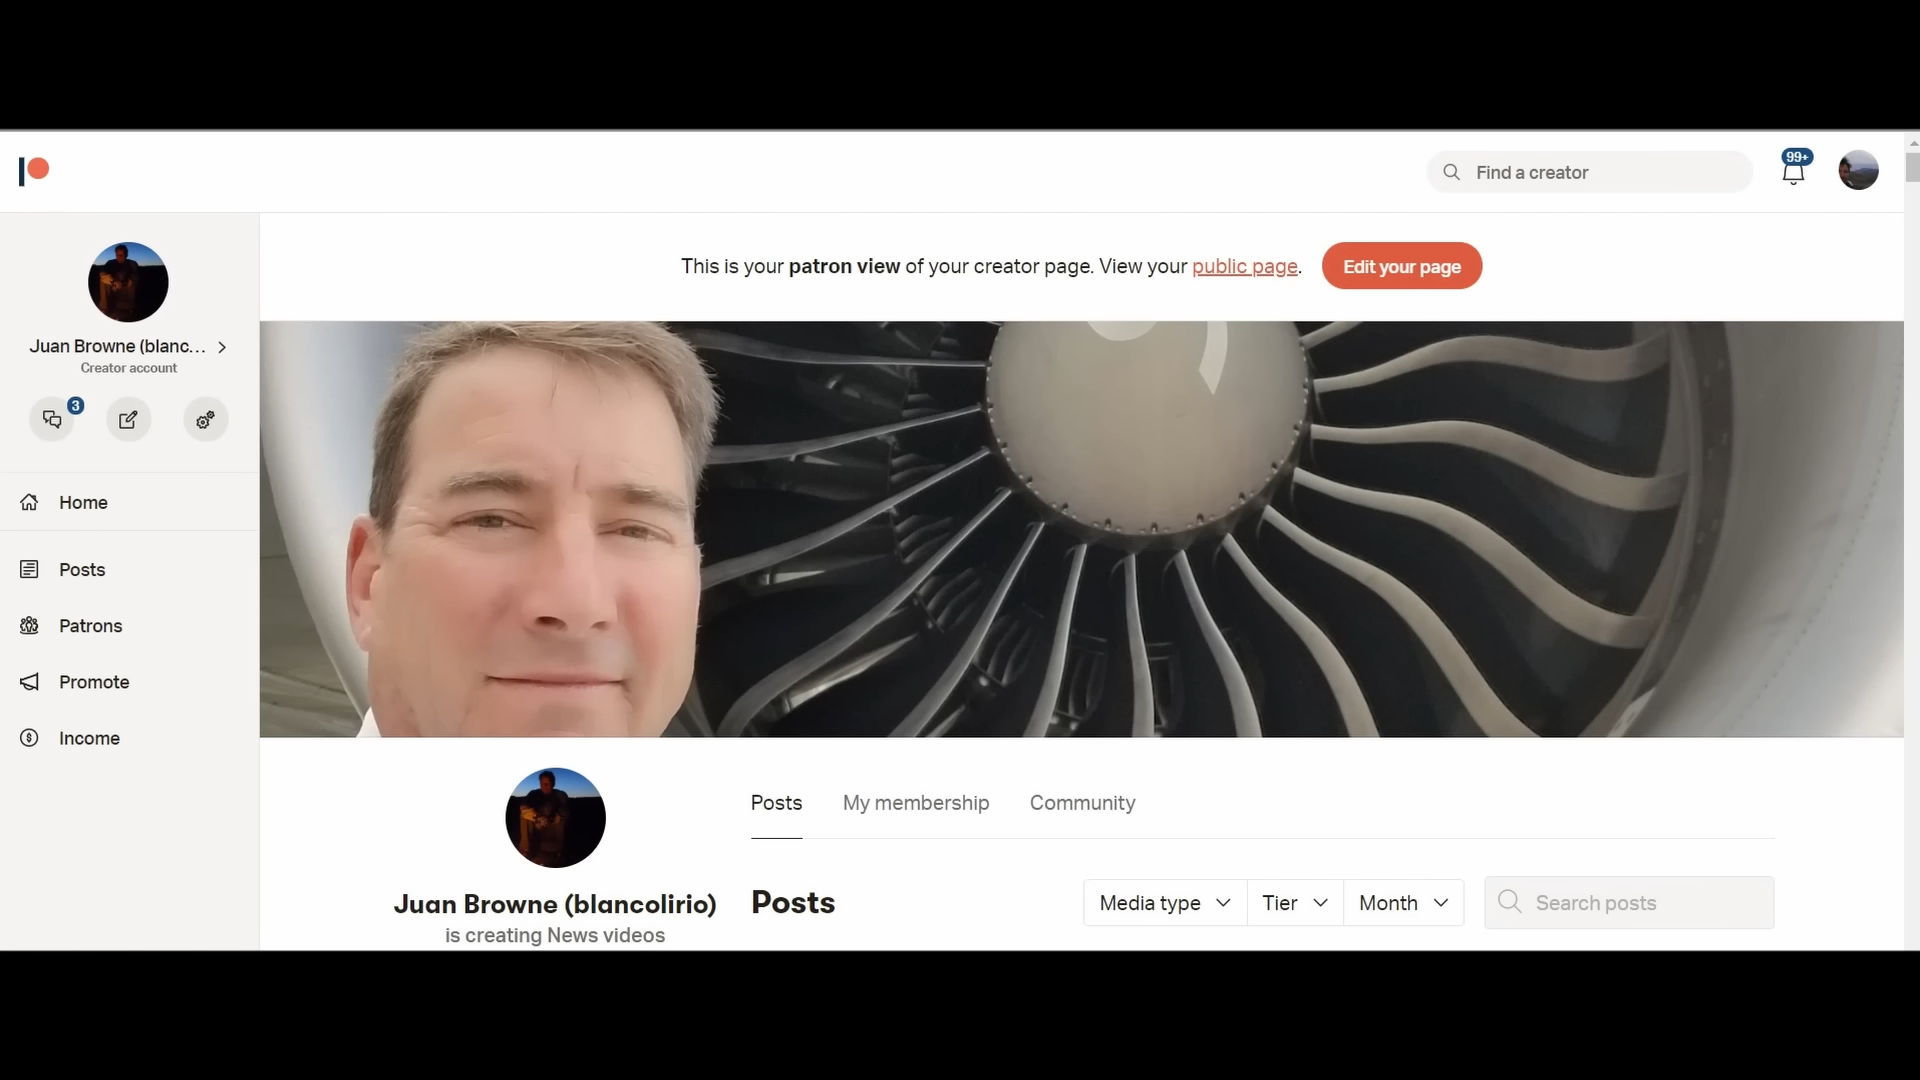 Find a creator
99+
This is your patron view of your creator page. View your public page.
Edit your page
Juan Browne (blanc...
Creator account
3
Home
Posts
Patrons
Promote
Income
Posts
My membership
Community
Juan Browne (blancolirio)
is creating News videos
Posts
Media type
Tier
Month
Search posts